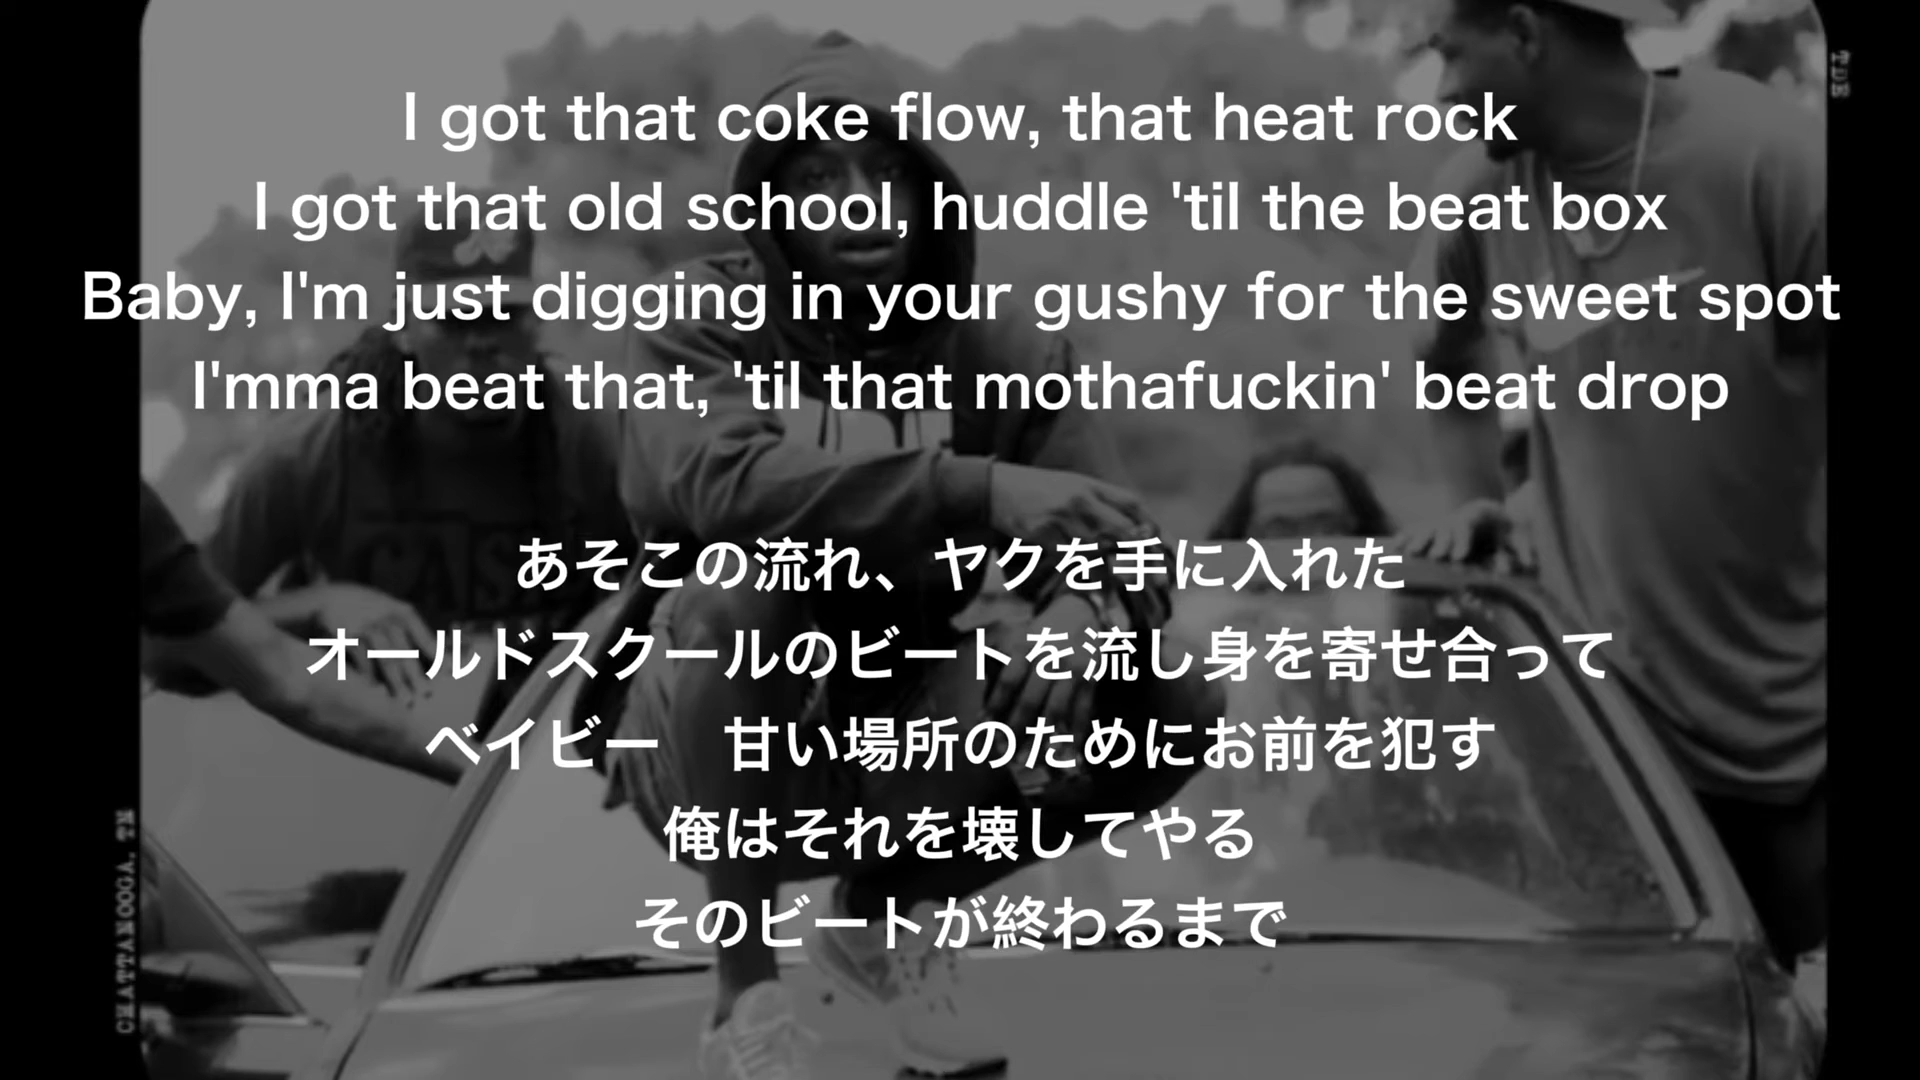 I got that coke flow, that heat rock
I got that old school, huddle 'til the beat box
Baby, I'm just digging in your gushy for the sweet spot
I'mma beat that, 'til that mothafuckin' beat drop
あそこの流れ、ヤクを手に入れた
オールドスクールのビートを流し身を寄せ合って
ベイビー　甘い場所のためにお前を犯す
俺はそれを壊してやる
そのビートが終わるまで
TDE
CHATTANOOGA, TN